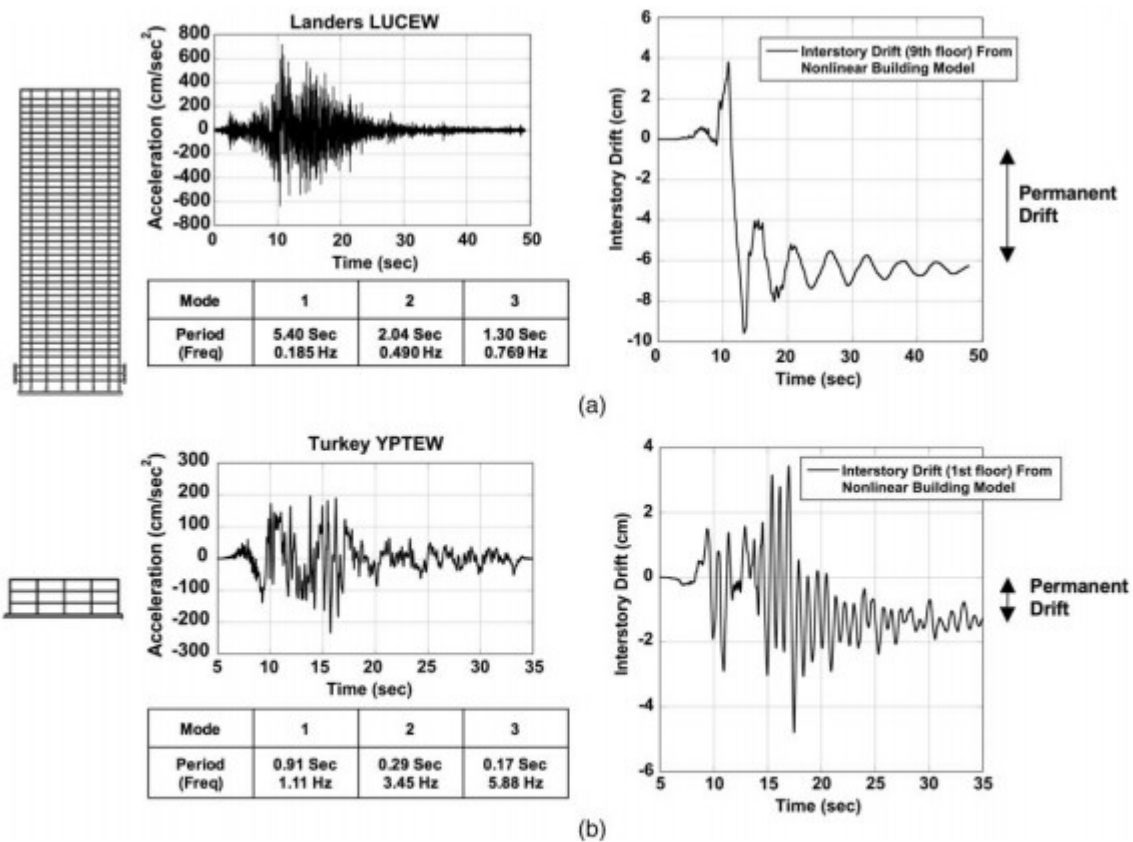 Landers LUCEW
Acceleration (cm/sec²)
800
600
400
200
0
-200
-400
-600
-800
0 10 20 30 40 50
Time (sec)
Mode 1 2 3
Period 5.40 Sec 2.04 Sec 1.30 Sec
(Freq) 0.185 Hz 0.490 Hz 0.769 Hz
Interstory Drift (9th floor) From
Nonlinear Building Model
Interstory Drift (cm)
6
4
2
0
-2
-4
-6
-8
-10
0 10 20 30 40 50
Time (sec)
Permanent
Drift
(a)
Turkey YPTEW
Acceleration (cm/sec²)
300
200
100
0
-100
-200
-300
5 10 15 20 25 30 35
Time (sec)
Mode 1 2 3
Period 0.91 Sec 0.29 Sec 0.17 Sec
(Freq) 1.11 Hz 3.45 Hz 5.88 Hz
Interstory Drift (1st floor) From
Nonlinear Building Model
Interstory Drift (cm)
4
2
0
-2
-4
-6
5 10 15 20 25 30 35
Time (sec)
Permanent
Drift
(b)